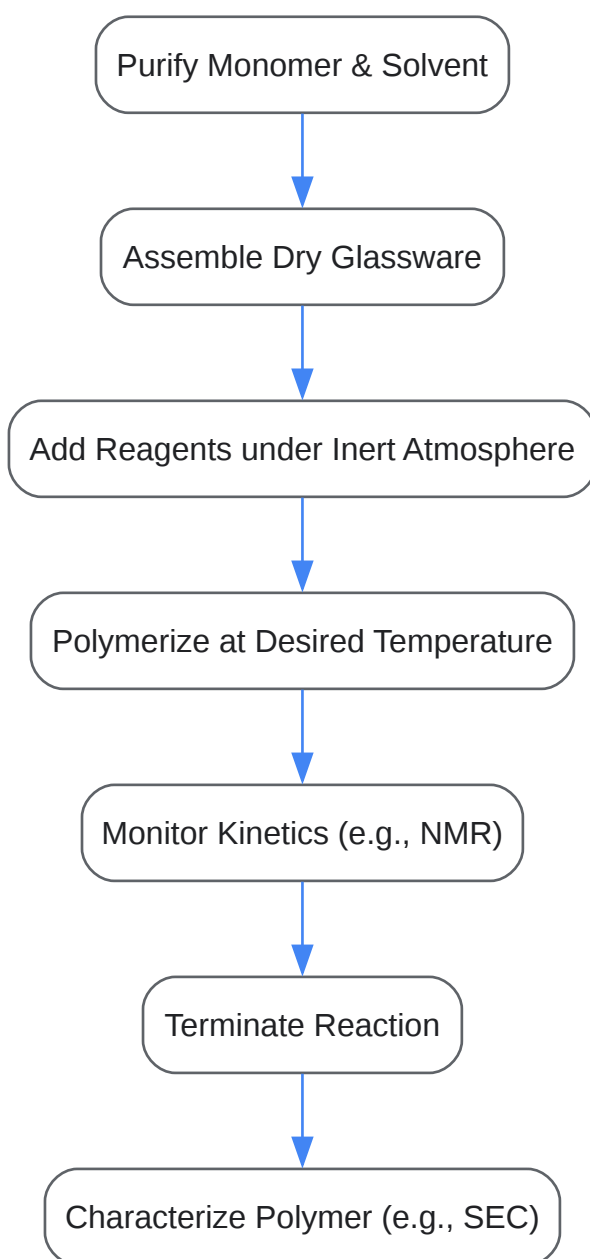 Purify Monomer & Solvent
Assemble Dry Glassware
Add Reagents under Inert Atmosphere
Polymerize at Desired Temperature
Monitor Kinetics (e.g., NMR)
Terminate Reaction
Characterize Polymer (e.g., SEC)